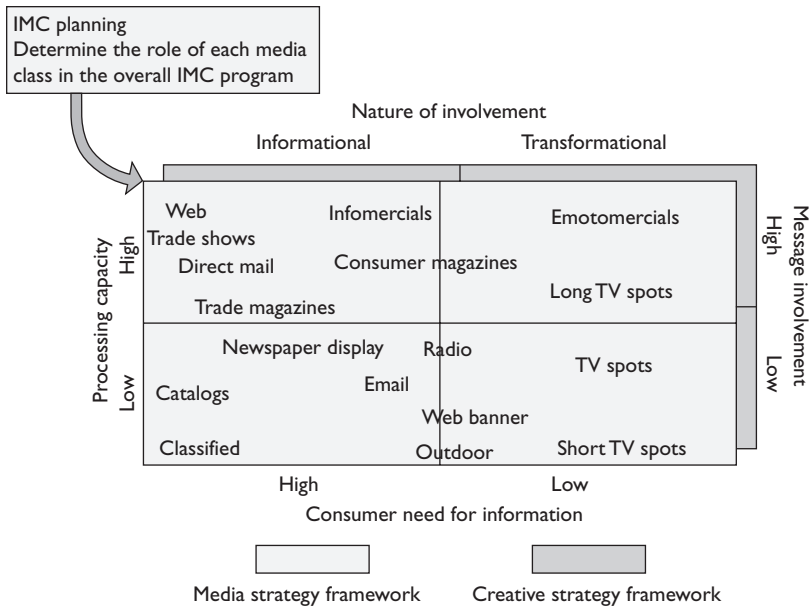 IMC planning
Determine the role of each media
class in the overall IMC program
Nature of involvement
Informational
Transformational
Processing capacity
High
Low
Message involvement
High
Low
Web
Infomercials
Emotomercials
Trade shows
Direct mail
Consumer magazines
Long TV spots
Trade magazines
Newspaper display
Radio
TV spots
Email
Catalogs
Web banner
Classified
Outdoor
Short TV spots
High
Low
Consumer need for information
Media strategy framework
Creative strategy framework